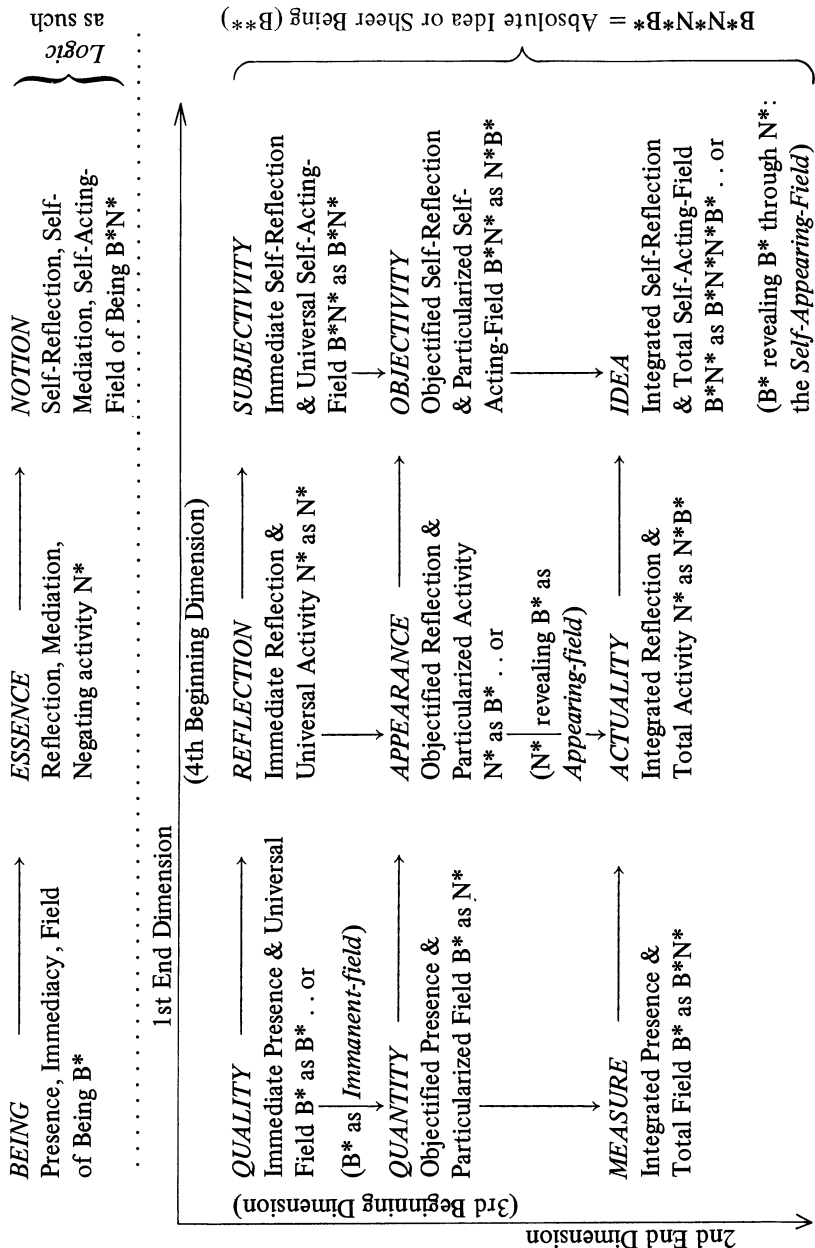 BEING
Presence, Immediacy, Field
of Being B*
ESSENCE
Reflection, Mediation,
Negating activity N*
NOTION
Self-Reflection, Self-
Mediation, Self-Acting-
Field of Being B*N*
Logic
as such
1st End Dimension
(4th Beginning Dimension)
2nd End Dimension
(3rd Beginning Dimension)
QUALITY
Immediate Presence & Universal
Field B* as B* . . or
(B* as Immanent-field)
REFLECTION
Immediate Reflection &
Universal Activity N* as N*
SUBJECTIVITY
Immediate Self-Reflection
& Universal Self-Acting-
Field B*N* as B*N*
QUANTITY
Objectified Presence &
Particularized Field B* as N*
APPEARANCE
Objectified Reflection &
Particularized Activity
N* as B* . . or
(N* revealing B* as
Appearing-field)
OBJECTIVITY
Objectified Self-Reflection
& Particularized Self-
Acting-Field B*N* as N*B*
MEASURE
Integrated Presence &
Total Field B* as B*N*
ACTUALITY
Integrated Reflection &
Total Activity N* as N*B*
IDEA
Integrated Self-Reflection
& Total Self-Acting-Field
B*N* as B*N*N*B* . . or
(B* revealing B* through N*:
the Self-Appearing-Field)
B*N*N*B* = Absolute Idea or Sheer Being (B**)